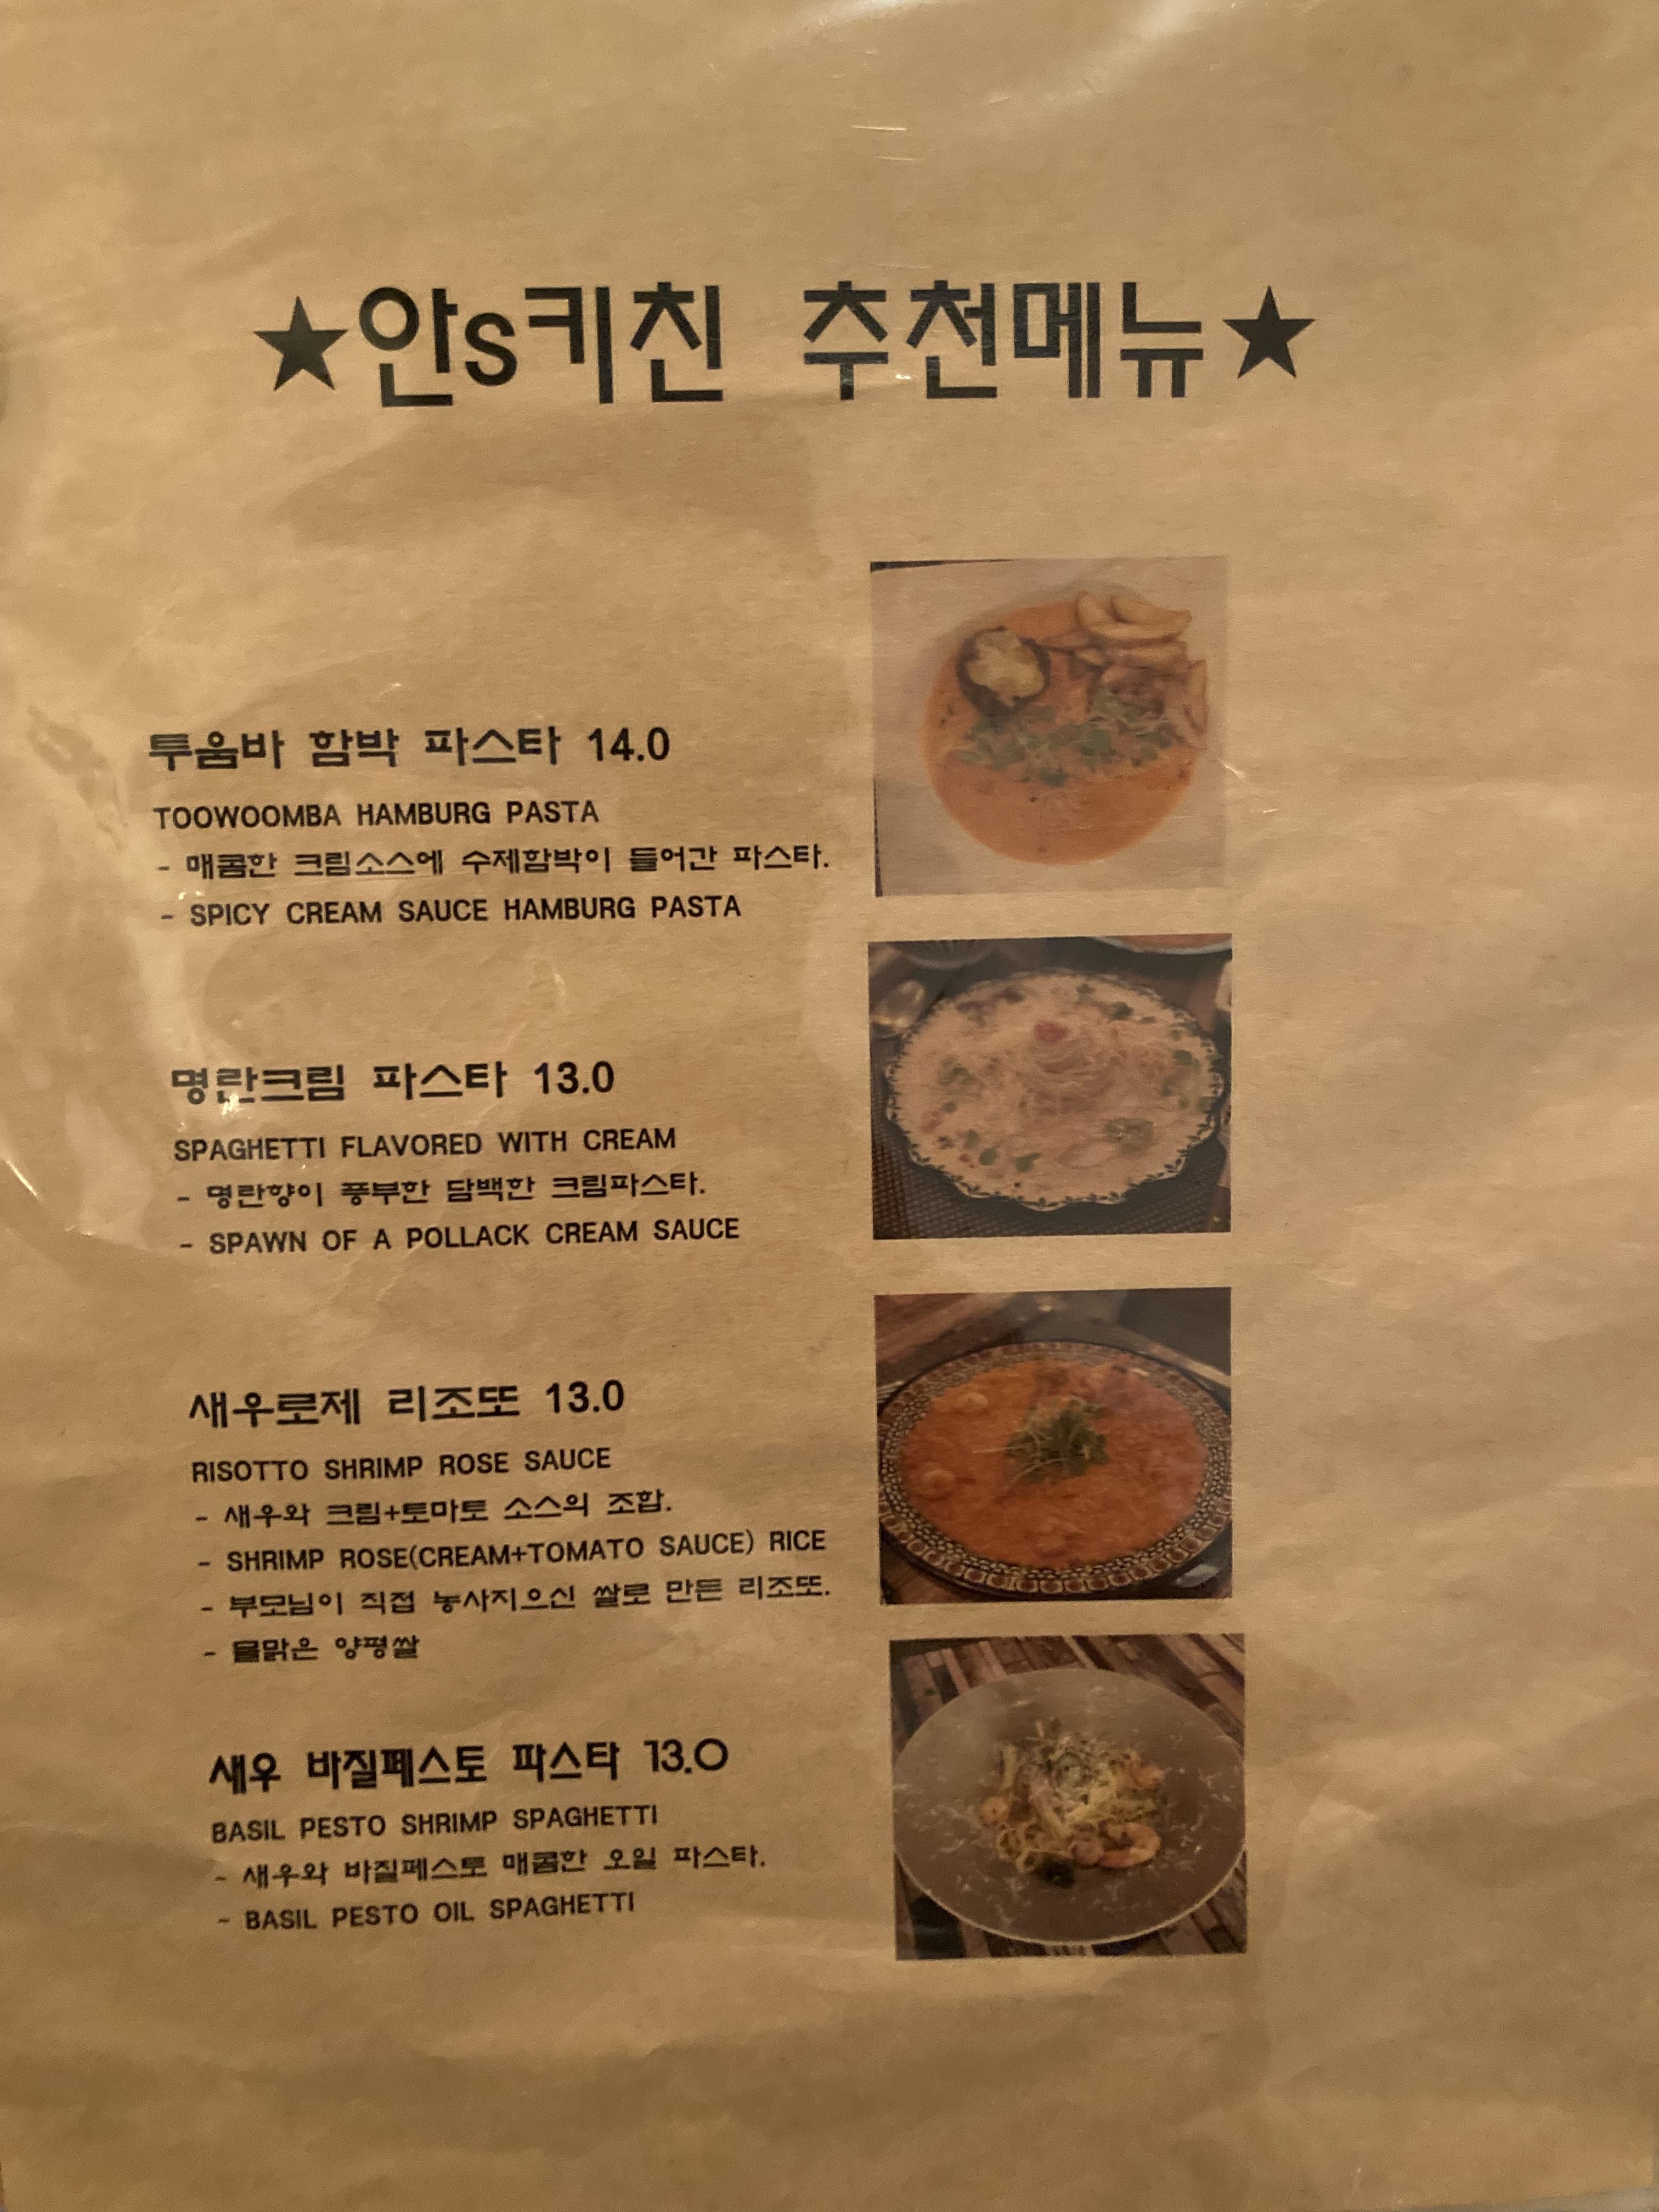 ★안s키친 추천메뉴★
투움바 함박 파스타 14.0
TOOWOOMBA HAMBURG PASTA
- 매콤한 크림소스에 수제함박이 들어간 파스타.
- SPICY CREAM SAUCE HAMBURG PASTA
명란크림 파스타 13.0
SPAGHETTI FLAVORED WITH CREAM
- 명란향이 풍부한 담백한 크림파스타.
- SPAWN OF A POLLACK CREAM SAUCE
새우로제 리조또 13.0
RISOTTO SHRIMP ROSE SAUCE
- 새우와 크림+토마토 소스의 조합.
- SHRIMP ROSE(CREAM+TOMATO SAUCE) RICE
- 부모님이 직접 농사지으신 쌀로 만든 리조또.
- 물맑은 양평쌀
새우 바질페스토 파스타 13.0
BASIL PESTO SHRIMP SPAGHETTI
- 새우와 바질페스토 매콤한 오일 파스타.
- BASIL PESTO OIL SPAGHETTI